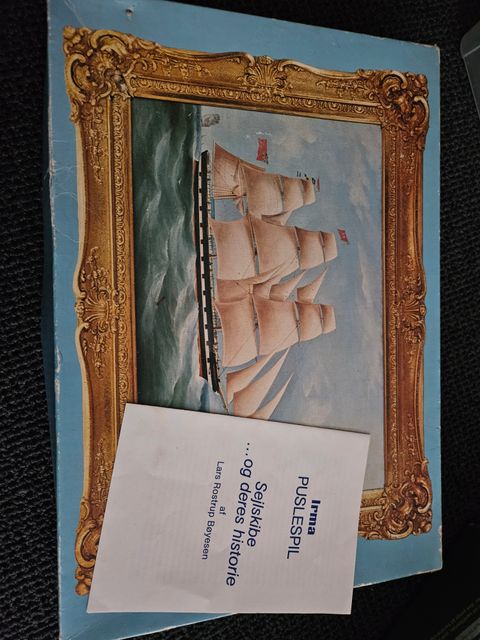 Irma
PUSLESPIL
Sejlskibe
...og deres historie
af
Lars Rostrup Bøyesen